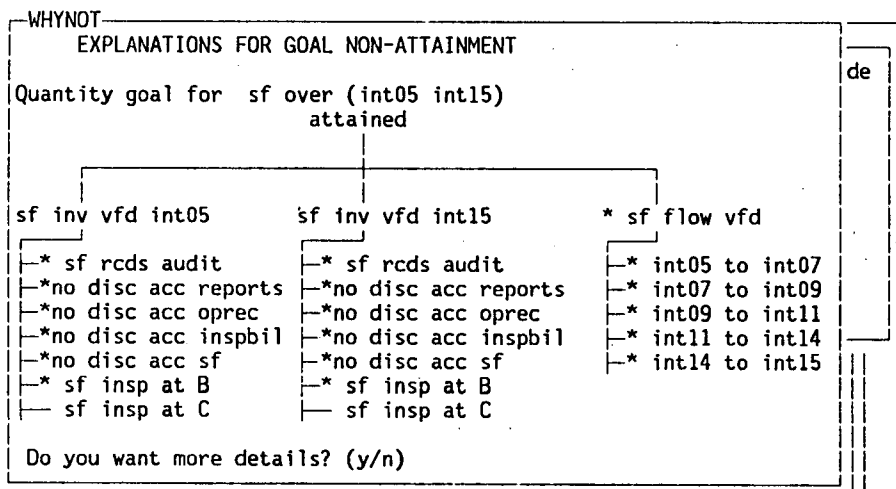 WHYNOT
EXPLANATIONS FOR GOAL NON-ATTAINMENT
de
Quantity goal for sf over (int05 int15)
attained
sf inv vfd int05 sf inv vfd int15 * sf flow vfd
* sf rcds audit * sf rcds audit * int05 to int07
*no disc acc reports *no disc acc reports * int07 to int09
*no disc acc oprec *no disc acc oprec * int09 to int11
*no disc acc inspbil *no disc acc inspbil * int11 to int14
*no disc acc sf *no disc acc sf * int14 to int15
* sf insp at B * sf insp at B
sf insp at C sf insp at C
Do you want more details? (y/n)